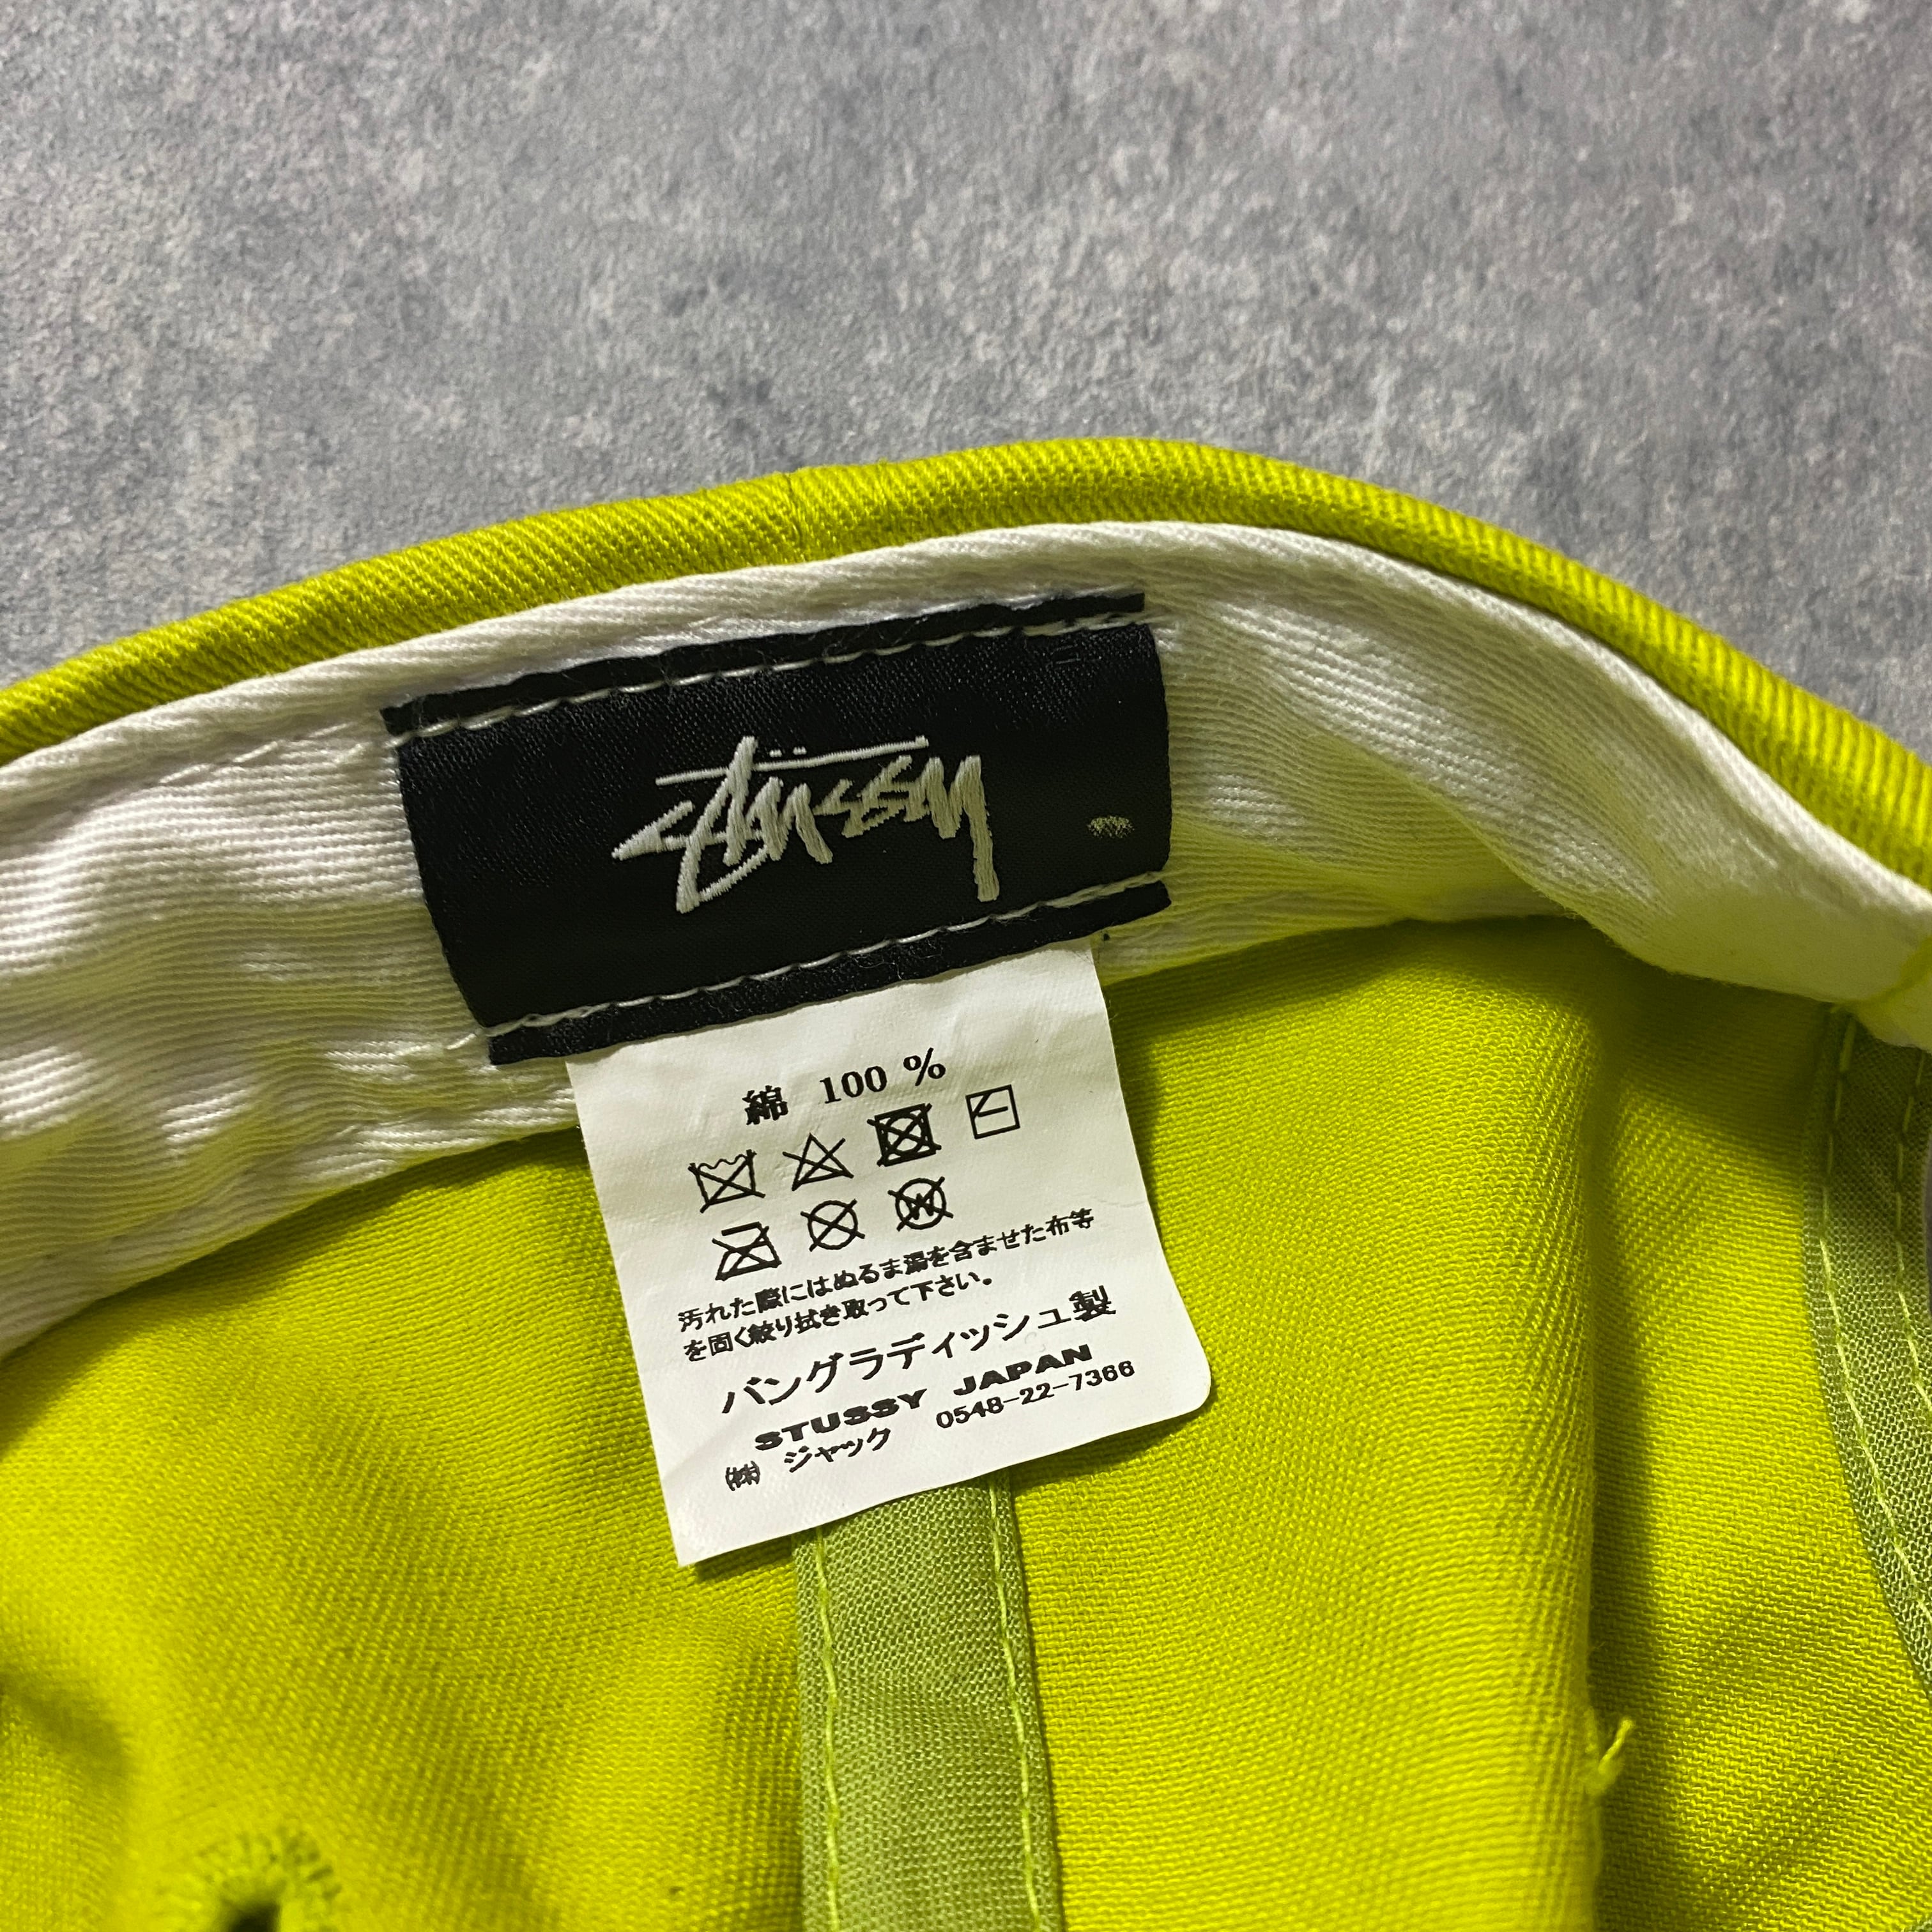 Stüssy
綿 100 %
W
汚れた際にはぬるま湯を含ませた布等
を固く絞り拭き取って下さい。
バングラディッシュ製
STUSSY JAPAN
㈱ ジャック 0548-22-7366